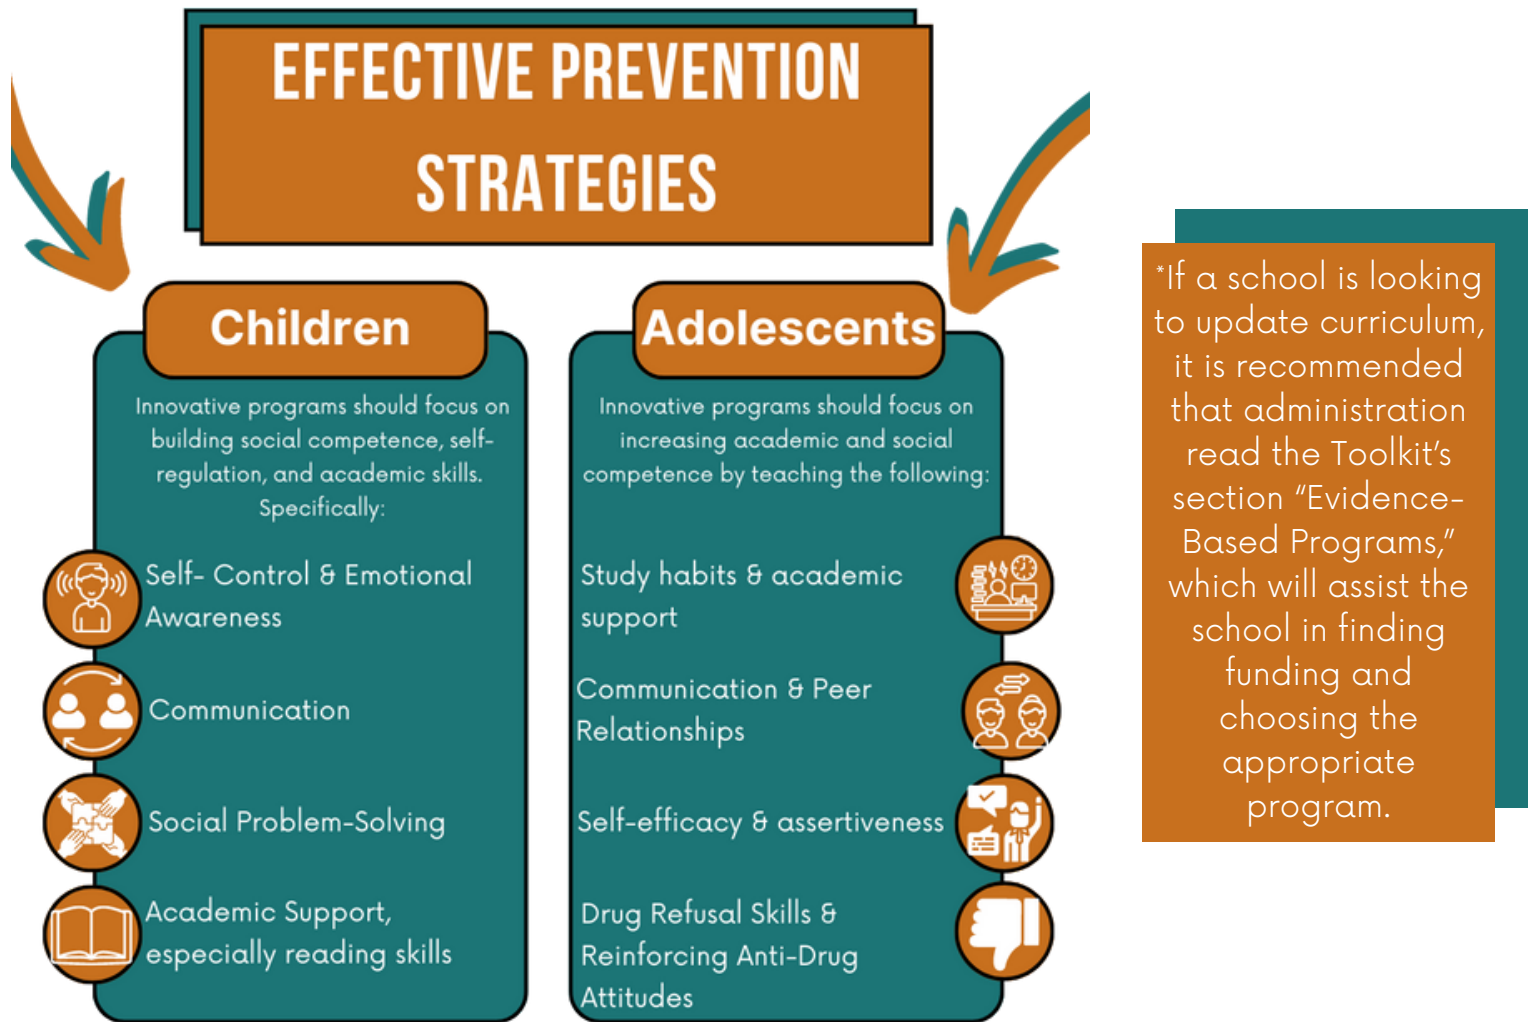 EFFECTIVE PREVENTION
STRATEGIES
Children
Innovative programs should focus on
building social competence, self-
regulation, and academic skills.
Specifically:
Self- Control & Emotional
Awareness
Communication
Social Problem-Solving
Academic Support,
especially reading skills
Adolescents
Innovative programs should focus on
increasing academic and social
competence by teaching the following:
Study habits & academic
support
Communication & Peer
Relationships
Self-efficacy & assertiveness
Drug Refusal Skills &
Reinforcing Anti-Drug
Attitudes
*If a school is looking
to update curriculum,
it is recommended
that administration
read the Toolkit’s
section “Evidence-
Based Programs,”
which will assist the
school in finding
funding and
choosing the
appropriate
program.